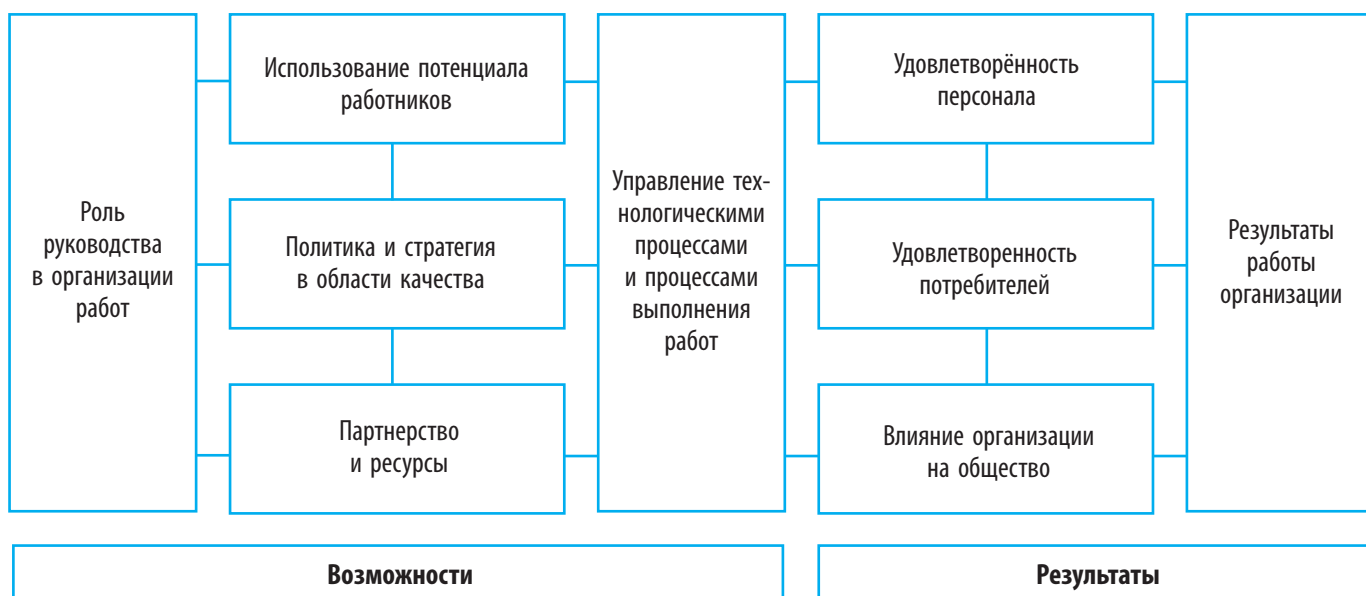 Роль
руководства
в организации
работ
Использование потенциала
работников
Политика и стратегия
в области качества
Партнерство
и ресурсы
Управление тех-
нологическими
процессами
и процессами
выполнения
работ
Удовлетворённость
персонала
Удовлетворенность
потребителей
Влияние организации
на общество
Результаты
работы
организации
Возможности
Результаты